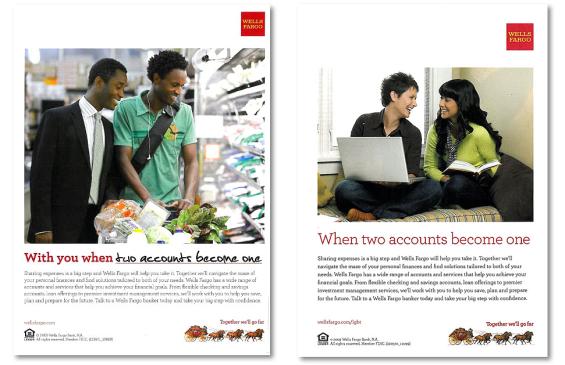 WELLS
FARGO
With you when two accounts become one
Sharing expenses is a big step and Wells Fargo will help you take it. Together we'll navigate the maze of
your personal finances and find solutions tailored to both of your needs. Wells Fargo has a wide range of
accounts and services that help you achieve your financial goals. From flexible checking and savings
accounts, loan offerings to premier investment services, we'll work with you to help you save,
plan and prepare for the future. Talk to a Wells Fargo banker today and take your big step with confidence.
wellsfargo.com
Together we'll go far
Wells Fargo Bank, N.A.
All rights reserved. Member FDIC.
WELLS
FARGO
When two accounts become one
Sharing expenses is a big step and Wells Fargo will help you take it. Together we'll
navigate the maze of your personal finances and find solutions tailored to both of your
needs. Wells Fargo has a wide range of accounts and services that help you achieve your
financial goals. From flexible checking and savings accounts, loan offerings to premier
investment services, we'll work with you to help you save, plan and prepare
for the future. Talk to a Wells Fargo banker today and take your big step with confidence.
wellsfargo.com/lgbt
Together we'll go far
Wells Fargo Bank, N.A.
All rights reserved. Member FDIC.